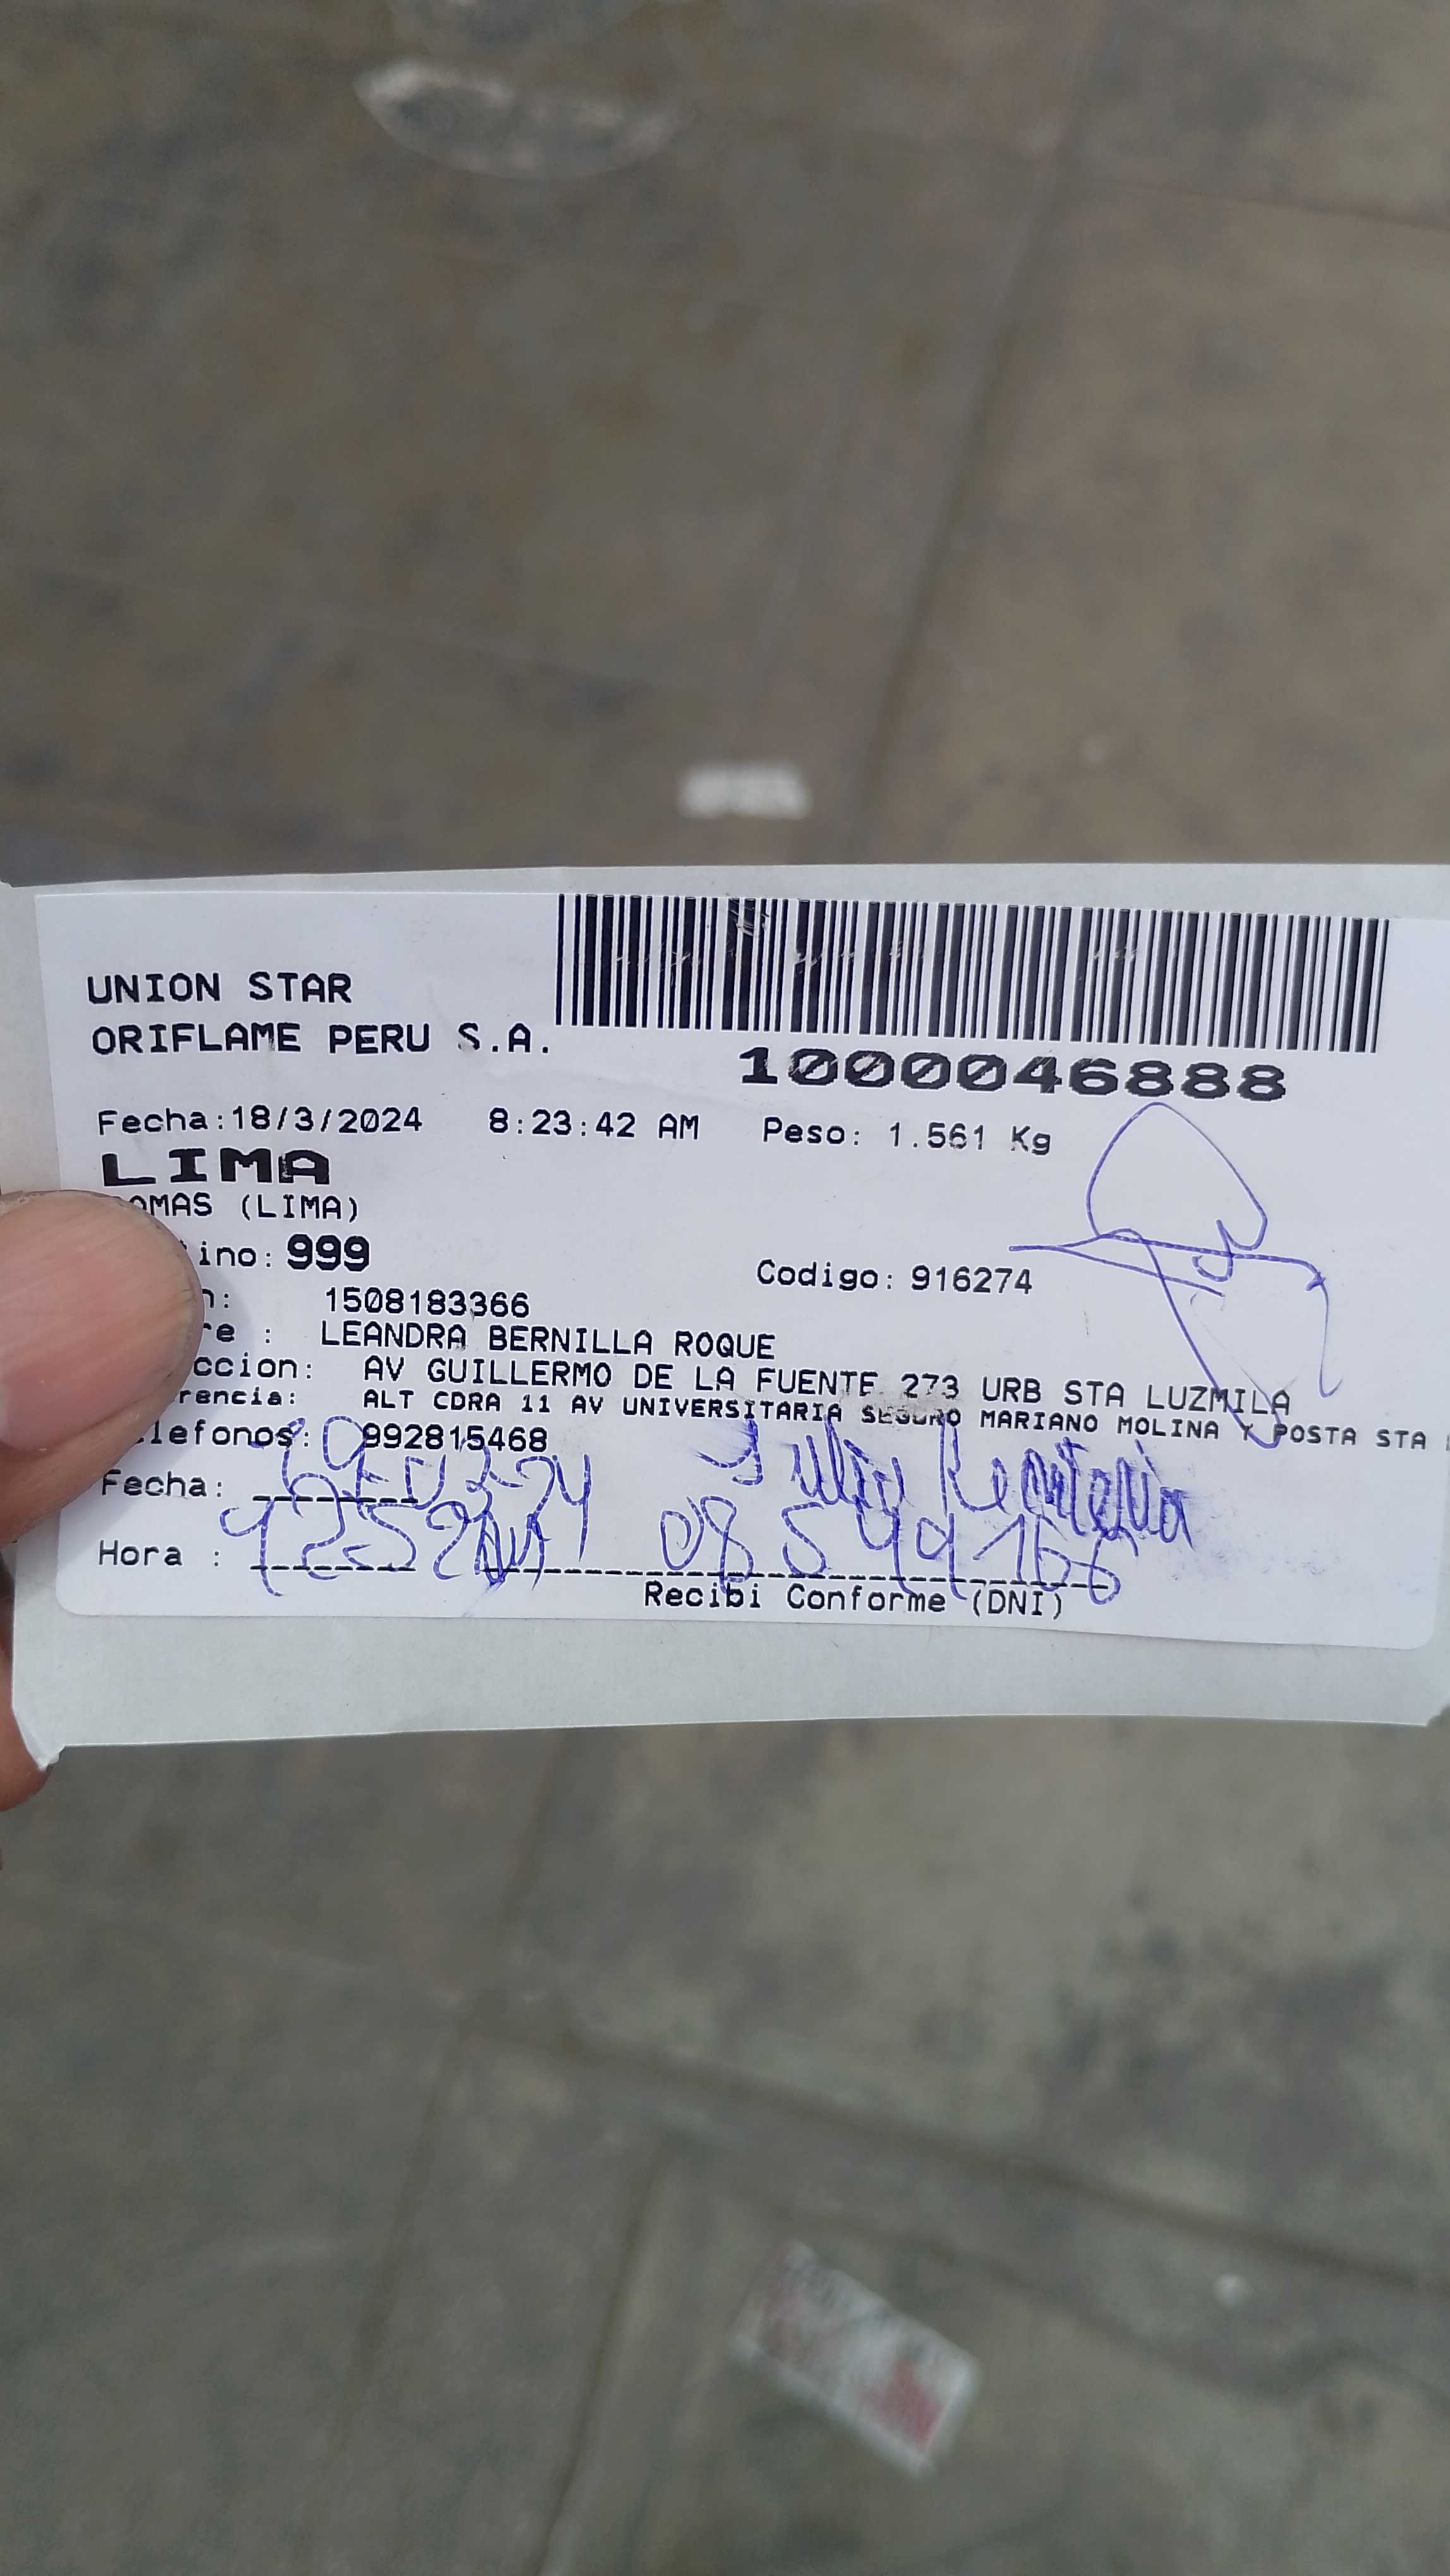 UNION STAR
ORIFLAME PERU S.A.
1000046888
Fecha:18/3/2024 8:23:42 AM Peso: 1.561 Kg
LIMA
OMAS (LIMA)
ino: 999 Codigo: 916274
n: 1508183366
re : LEANDRA BERNILLA ROQUE
ccion: AV GUILLERMO DE LA FUENTE 273 URB STA LUZMILA
rencia: ALT CDRA 11 AV UNIVERSITARIA SEGURO MARIANO MOLINA Y POSTA STA
lefonos: 992815468
Fecha:
Hora : 08599166
Recibi Conforme (DNI)